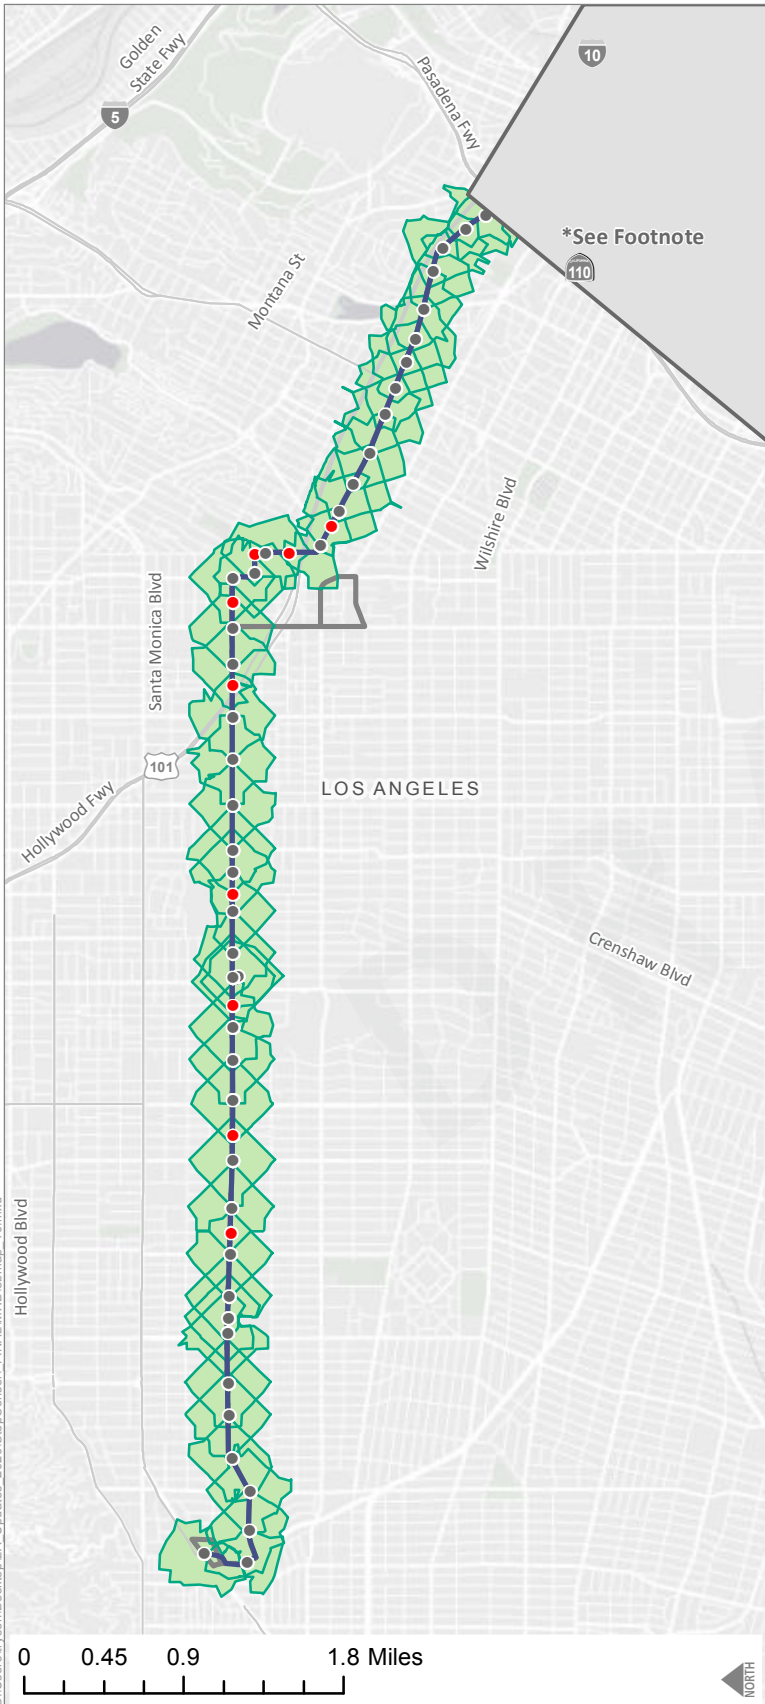 Golden
State Fwy
5
10
Pasadena Fwy
*See Footnote
110
Montana St
Wilshire Blvd
Santa Monica Blvd
101
LOS ANGELES
Hollywood Fwy
Crenshaw Blvd
Hollywood Blvd
0 0.45 0.9 1.8 Miles
NORTH